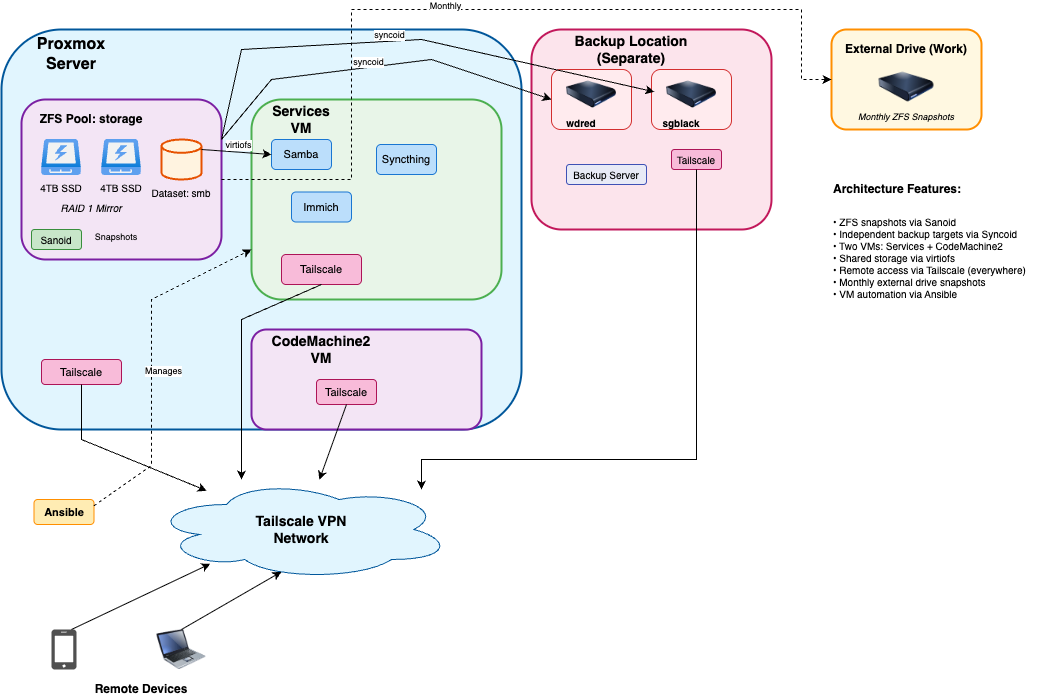 Monthly
Proxmox
Server
syncoid
syncoid
Backup Location
(Separate)
wdred
sgblack
Backup Server
Tailscale
External Drive (Work)
Monthly ZFS Snapshots
ZFS Pool: storage
4TB SSD
4TB SSD
Dataset: smb
RAID 1 Mirror
Sanoid
Snapshots
virtiofs
Services
VM
Samba
Syncthing
Immich
Tailscale
CodeMachine2
VM
Tailscale
Tailscale
Manages
Ansible
Tailscale VPN
Network
Remote Devices
Architecture Features:
• ZFS snapshots via Sanoid
• Independent backup targets via Syncoid
• Two VMs: Services + CodeMachine2
• Shared storage via virtiofs
• Remote access via Tailscale (everywhere)
• Monthly external drive snapshots
• VM automation via Ansible